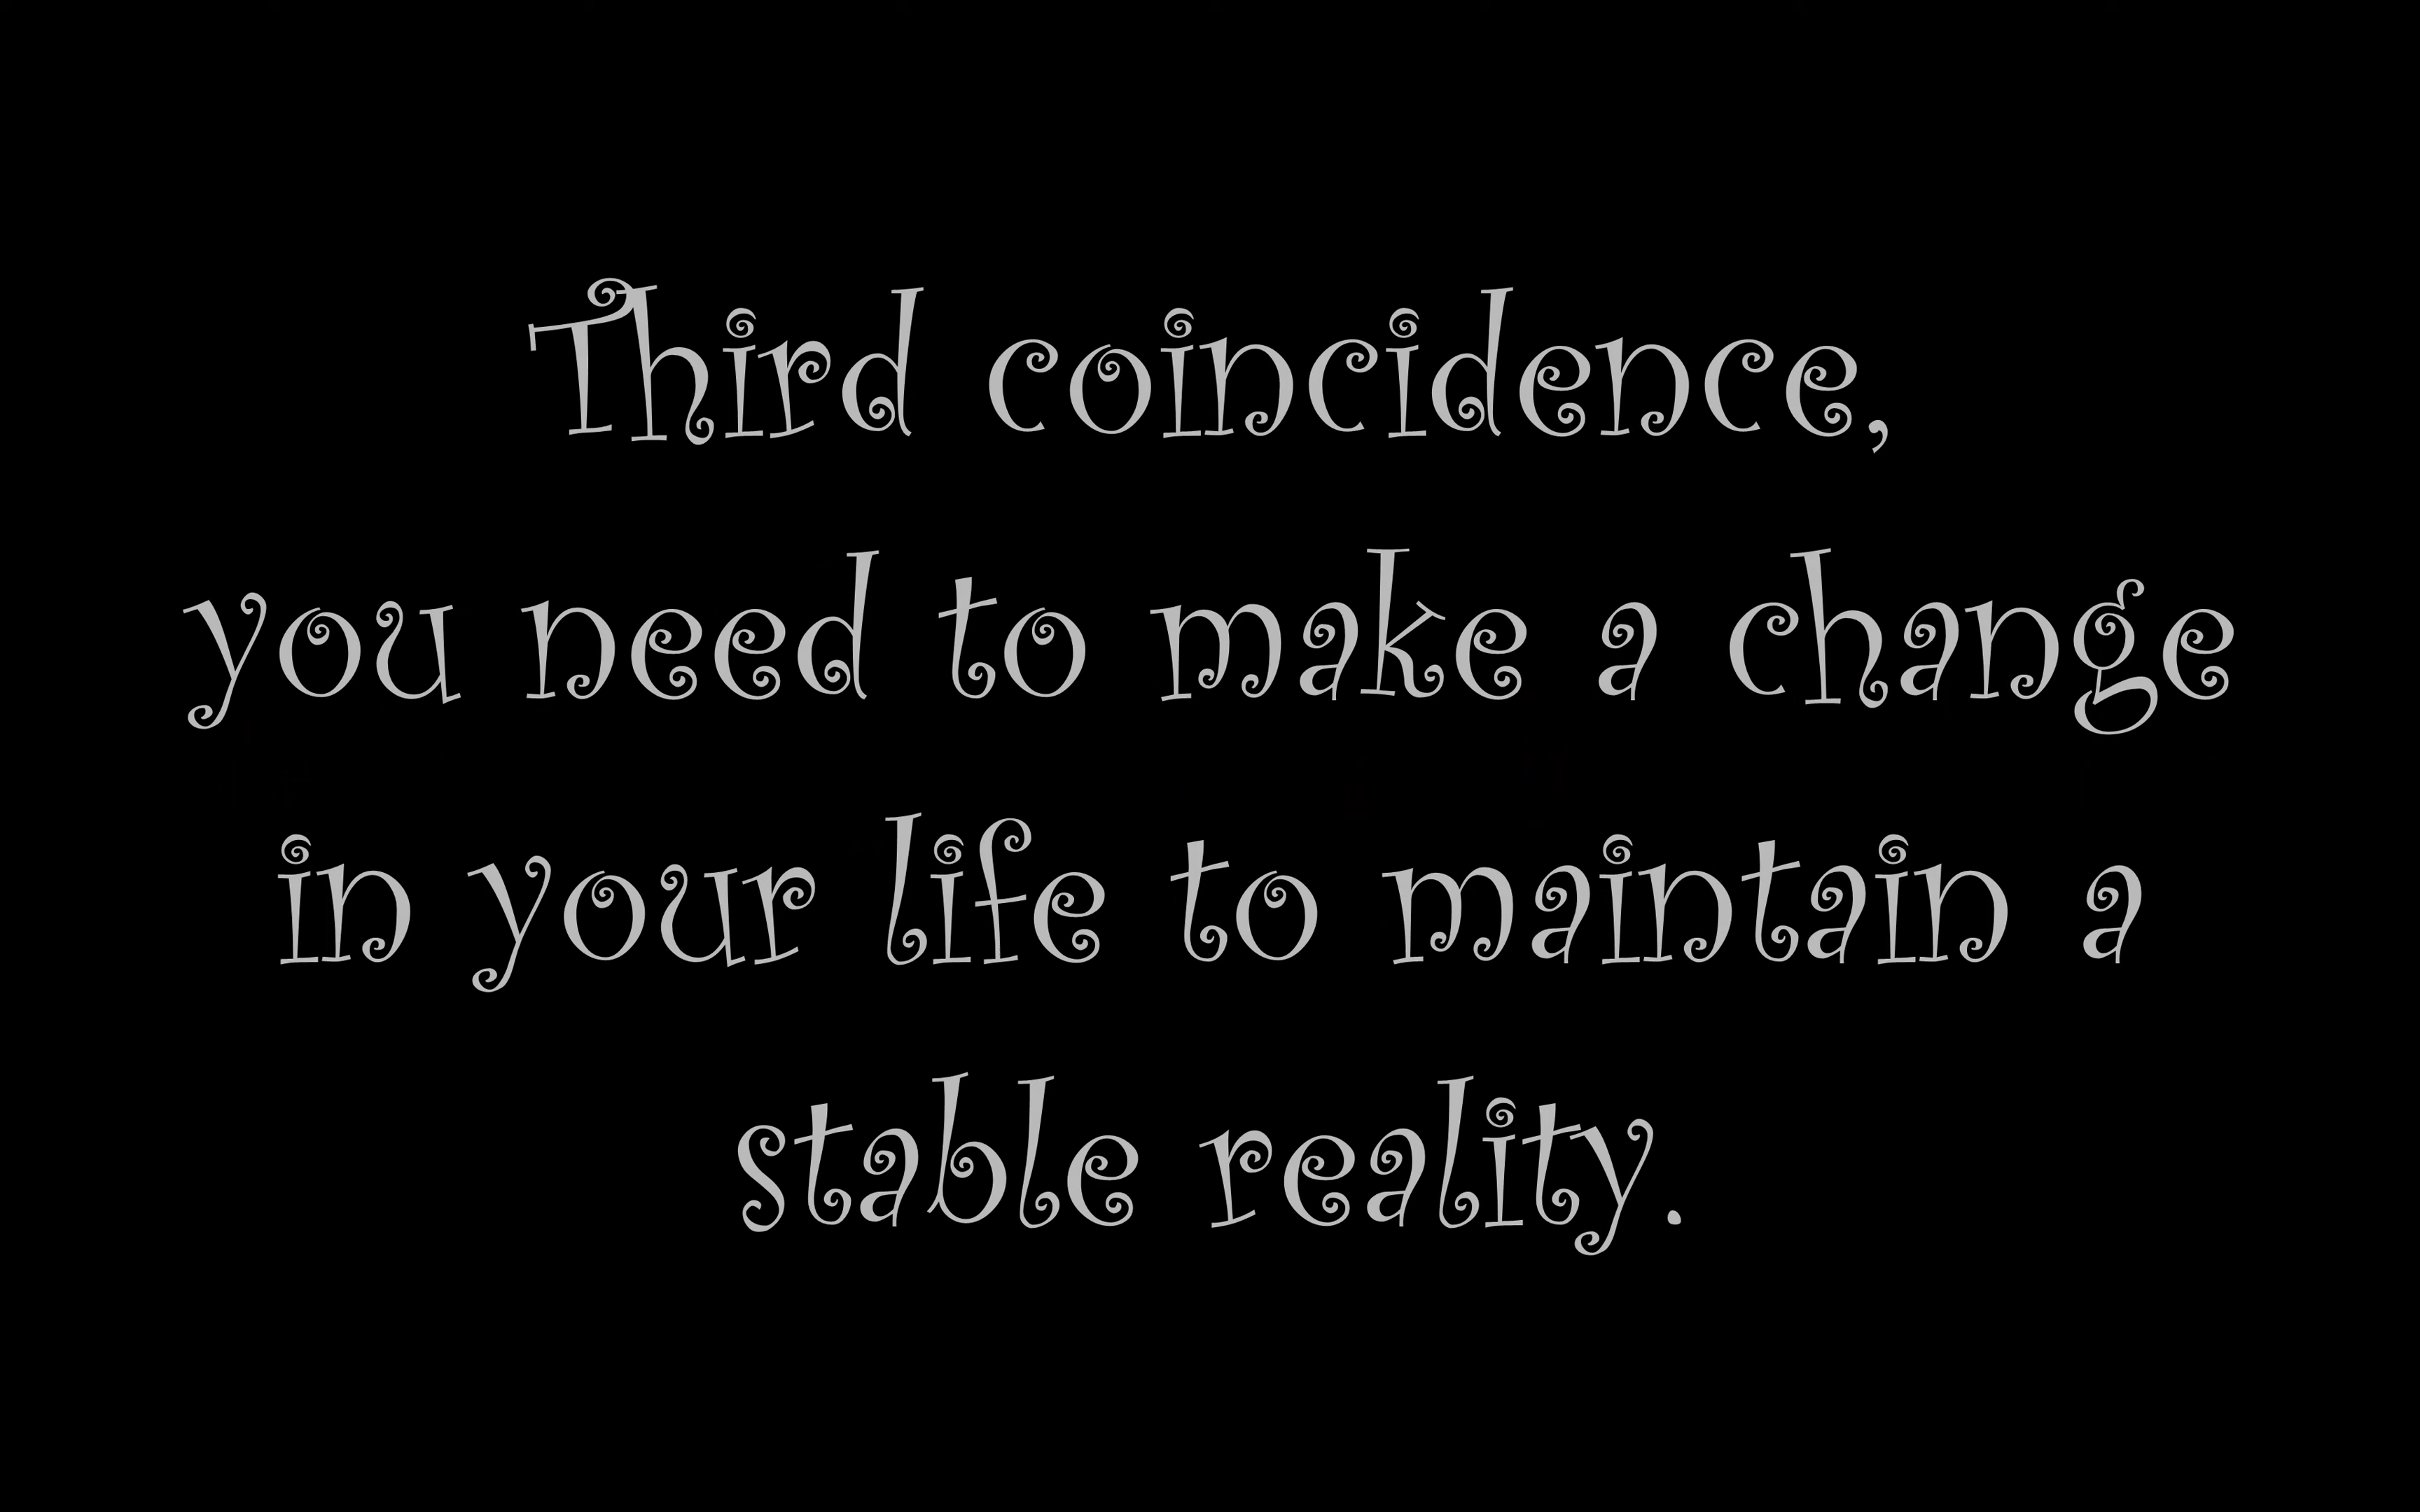 Third coincidence,
you need to make a change
in your life to maintain a
stable reality.